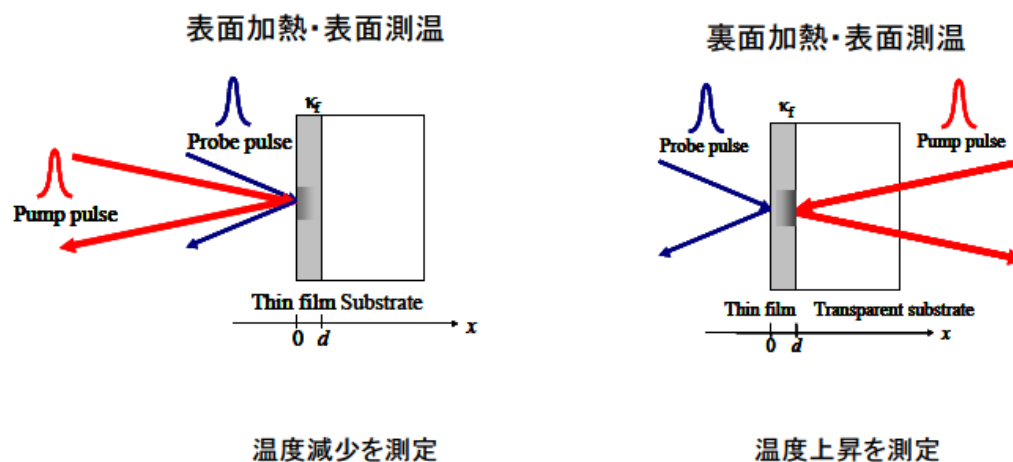 表面加熱・表面測温
κf
Probe pulse
Pump pulse
Thin film Substrate
0 d x
温度減少を測定
裏面加熱・表面測温
κf
Probe pulse
Pump pulse
Thin film Transparent substrate
0 d x
温度上昇を測定